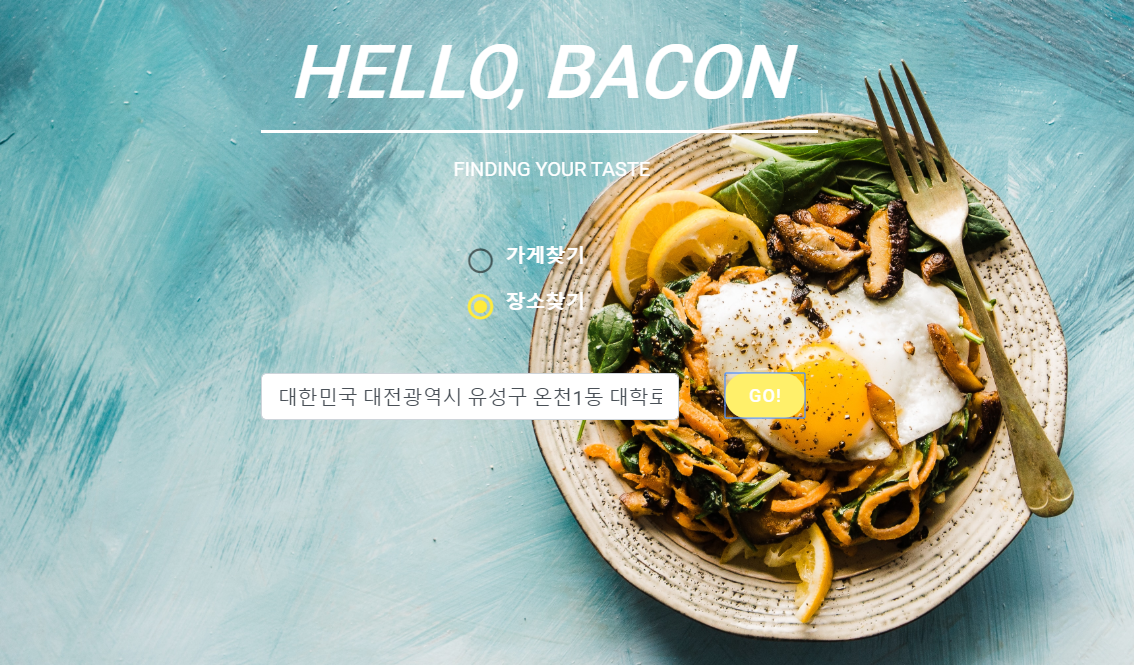 HELLO, BACON
FINDING YOUR TASTE
가게찾기
장소찾기
대한민국 대전광역시 유성구 온천1동 대학로
GO!